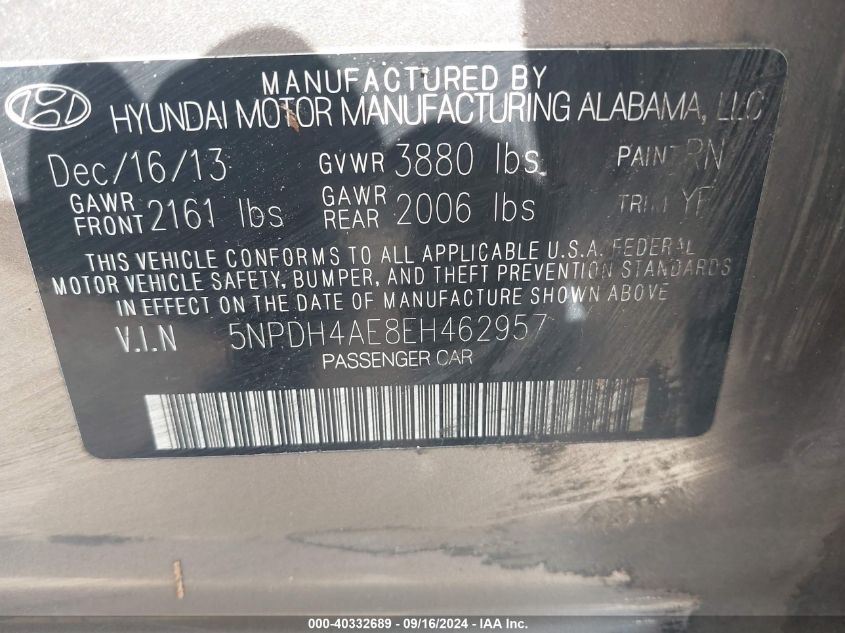 MANUFACTURED BY
HYUNDAI MOTOR MANUFACTURING ALABAMA, LLC
Dec/16/13 GVWR 3880 lbs PAINT RN
GAWR FRONT 2161 lbs GAWR REAR 2006 lbs TRIM YF
THIS VEHICLE CONFORMS TO ALL APPLICABLE U.S.A. FEDERAL
MOTOR VEHICLE SAFETY, BUMPER, AND THEFT PREVENTION STANDARDS
IN EFFECT ON THE DATE OF MANUFACTURE SHOWN ABOVE
V.I.N 5NPDH4AE8EH462957
PASSENGER CAR
000-40332689 - 09/16/2024 - IAA Inc.